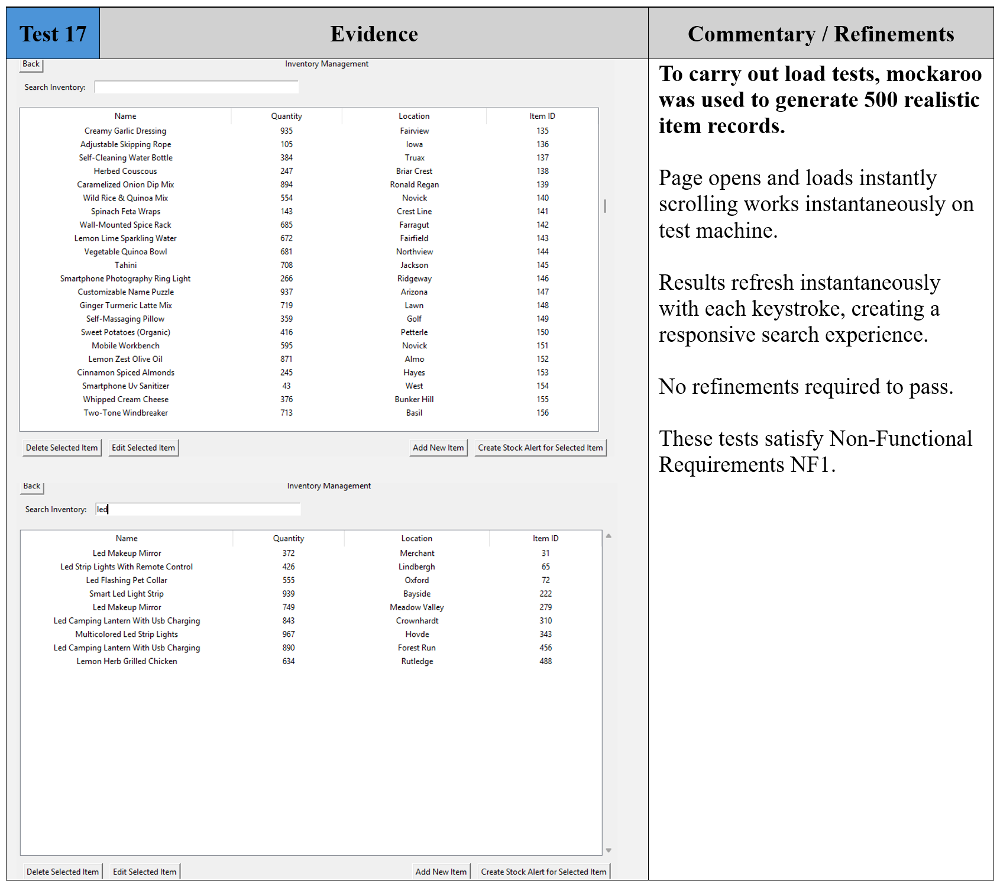 Test 17 Evidence Commentary / Refinements
Back Inventory Management
Search Inventory:
Name Quantity Location Item ID
Creamy Garlic Dressing 935 Fairview 135
Adjustable Skipping Rope 105 Iowa 136
Self-Cleaning Water Bottle 384 Truax 137
Herbed Couscous 247 Briar Crest 138
Caramelized Onion Dip Mix 894 Ronald Regan 139
Wild Rice & Quinoa Mix 554 Novick 140
Spinach Feta Wraps 143 Crest Line 141
Wall-Mounted Spice Rack 685 Farragut 142
Lemon Lime Sparkling Water 672 Fairfield 143
Vegetable Quinoa Bowl 681 Northview 144
Tahini 708 Jackson 145
Smartphone Photography Ring Light 266 Ridgeway 146
Customizable Name Puzzle 937 Arizona 147
Ginger Turmeric Latte Mix 719 Lawn 148
Self-Massaging Pillow 359 Golf 149
Sweet Potatoes (Organic) 416 Petterle 150
Mobile Workbench 595 Novick 151
Lemon Zest Olive Oil 871 Almo 152
Cinnamon Spiced Almonds 245 Hayes 153
Smartphone Uv Sanitizer 43 West 154
Whipped Cream Cheese 376 Bunker Hill 155
Two-Tone Windbreaker 713 Basil 156
Delete Selected Item Edit Selected Item Add New Item Create Stock Alert for Selected Item
Back Inventory Management
Search Inventory: led
Name Quantity Location Item ID
Led Makeup Mirror 372 Merchant 31
Led Strip Lights With Remote Control 426 Lindbergh 65
Led Flashing Pet Collar 555 Oxford 72
Smart Led Light Strip 939 Bayside 222
Led Makeup Mirror 749 Meadow Valley 279
Led Camping Lantern With Usb Charging 843 Crownhardt 310
Multicolored Led Strip Lights 967 Hovde 343
Led Camping Lantern With Usb Charging 890 Forest Run 456
Lemon Herb Grilled Chicken 634 Rutledge 488
Delete Selected Item Edit Selected Item Add New Item Create Stock Alert for Selected Item
To carry out load tests, mockaroo
was used to generate 500 realistic
item records.
Page opens and loads instantly
scrolling works instantaneously on
test machine.
Results refresh instantaneously
with each keystroke, creating a
responsive search experience.
No refinements required to pass.
These tests satisfy Non-Functional
Requirements NF1.